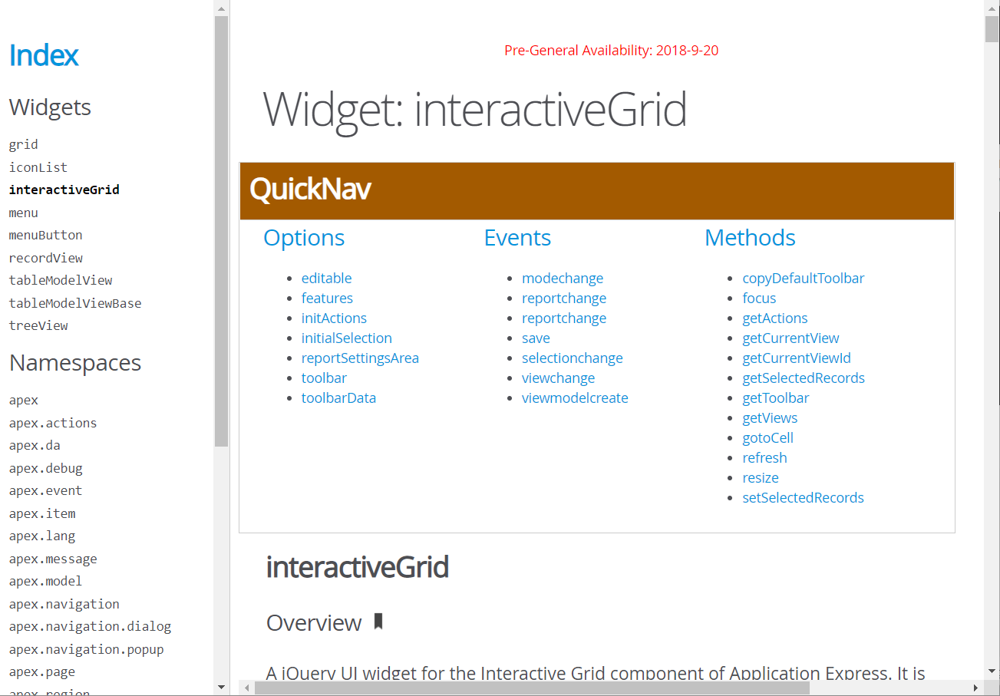 Index
Widgets
grid
iconList
interactiveGrid
menu
menuButton
recordView
tableModelView
tableModelViewBase
treeView
Namespaces
apex
apex.actions
apex.da
apex.debug
apex.event
apex.item
apex.lang
apex.message
apex.model
apex.navigation
apex.navigation.dialog
apex.navigation.popup
apex.page
apex.region
Pre-General Availability: 2018-9-20
Widget: interactiveGrid
QuickNav
Options
editable
features
initActions
initialSelection
reportSettingsArea
toolbar
toolbarData
Events
modechange
reportchange
reportchange
save
selectionchange
viewchange
viewmodelcreate
Methods
copyDefaultToolbar
focus
getActions
getCurrentView
getCurrentViewId
getSelectedRecords
getToolbar
getViews
gotoCell
refresh
resize
setSelectedRecords
interactiveGrid
Overview
A jQuery UI widget for the Interactive Grid component of Application Express. It is